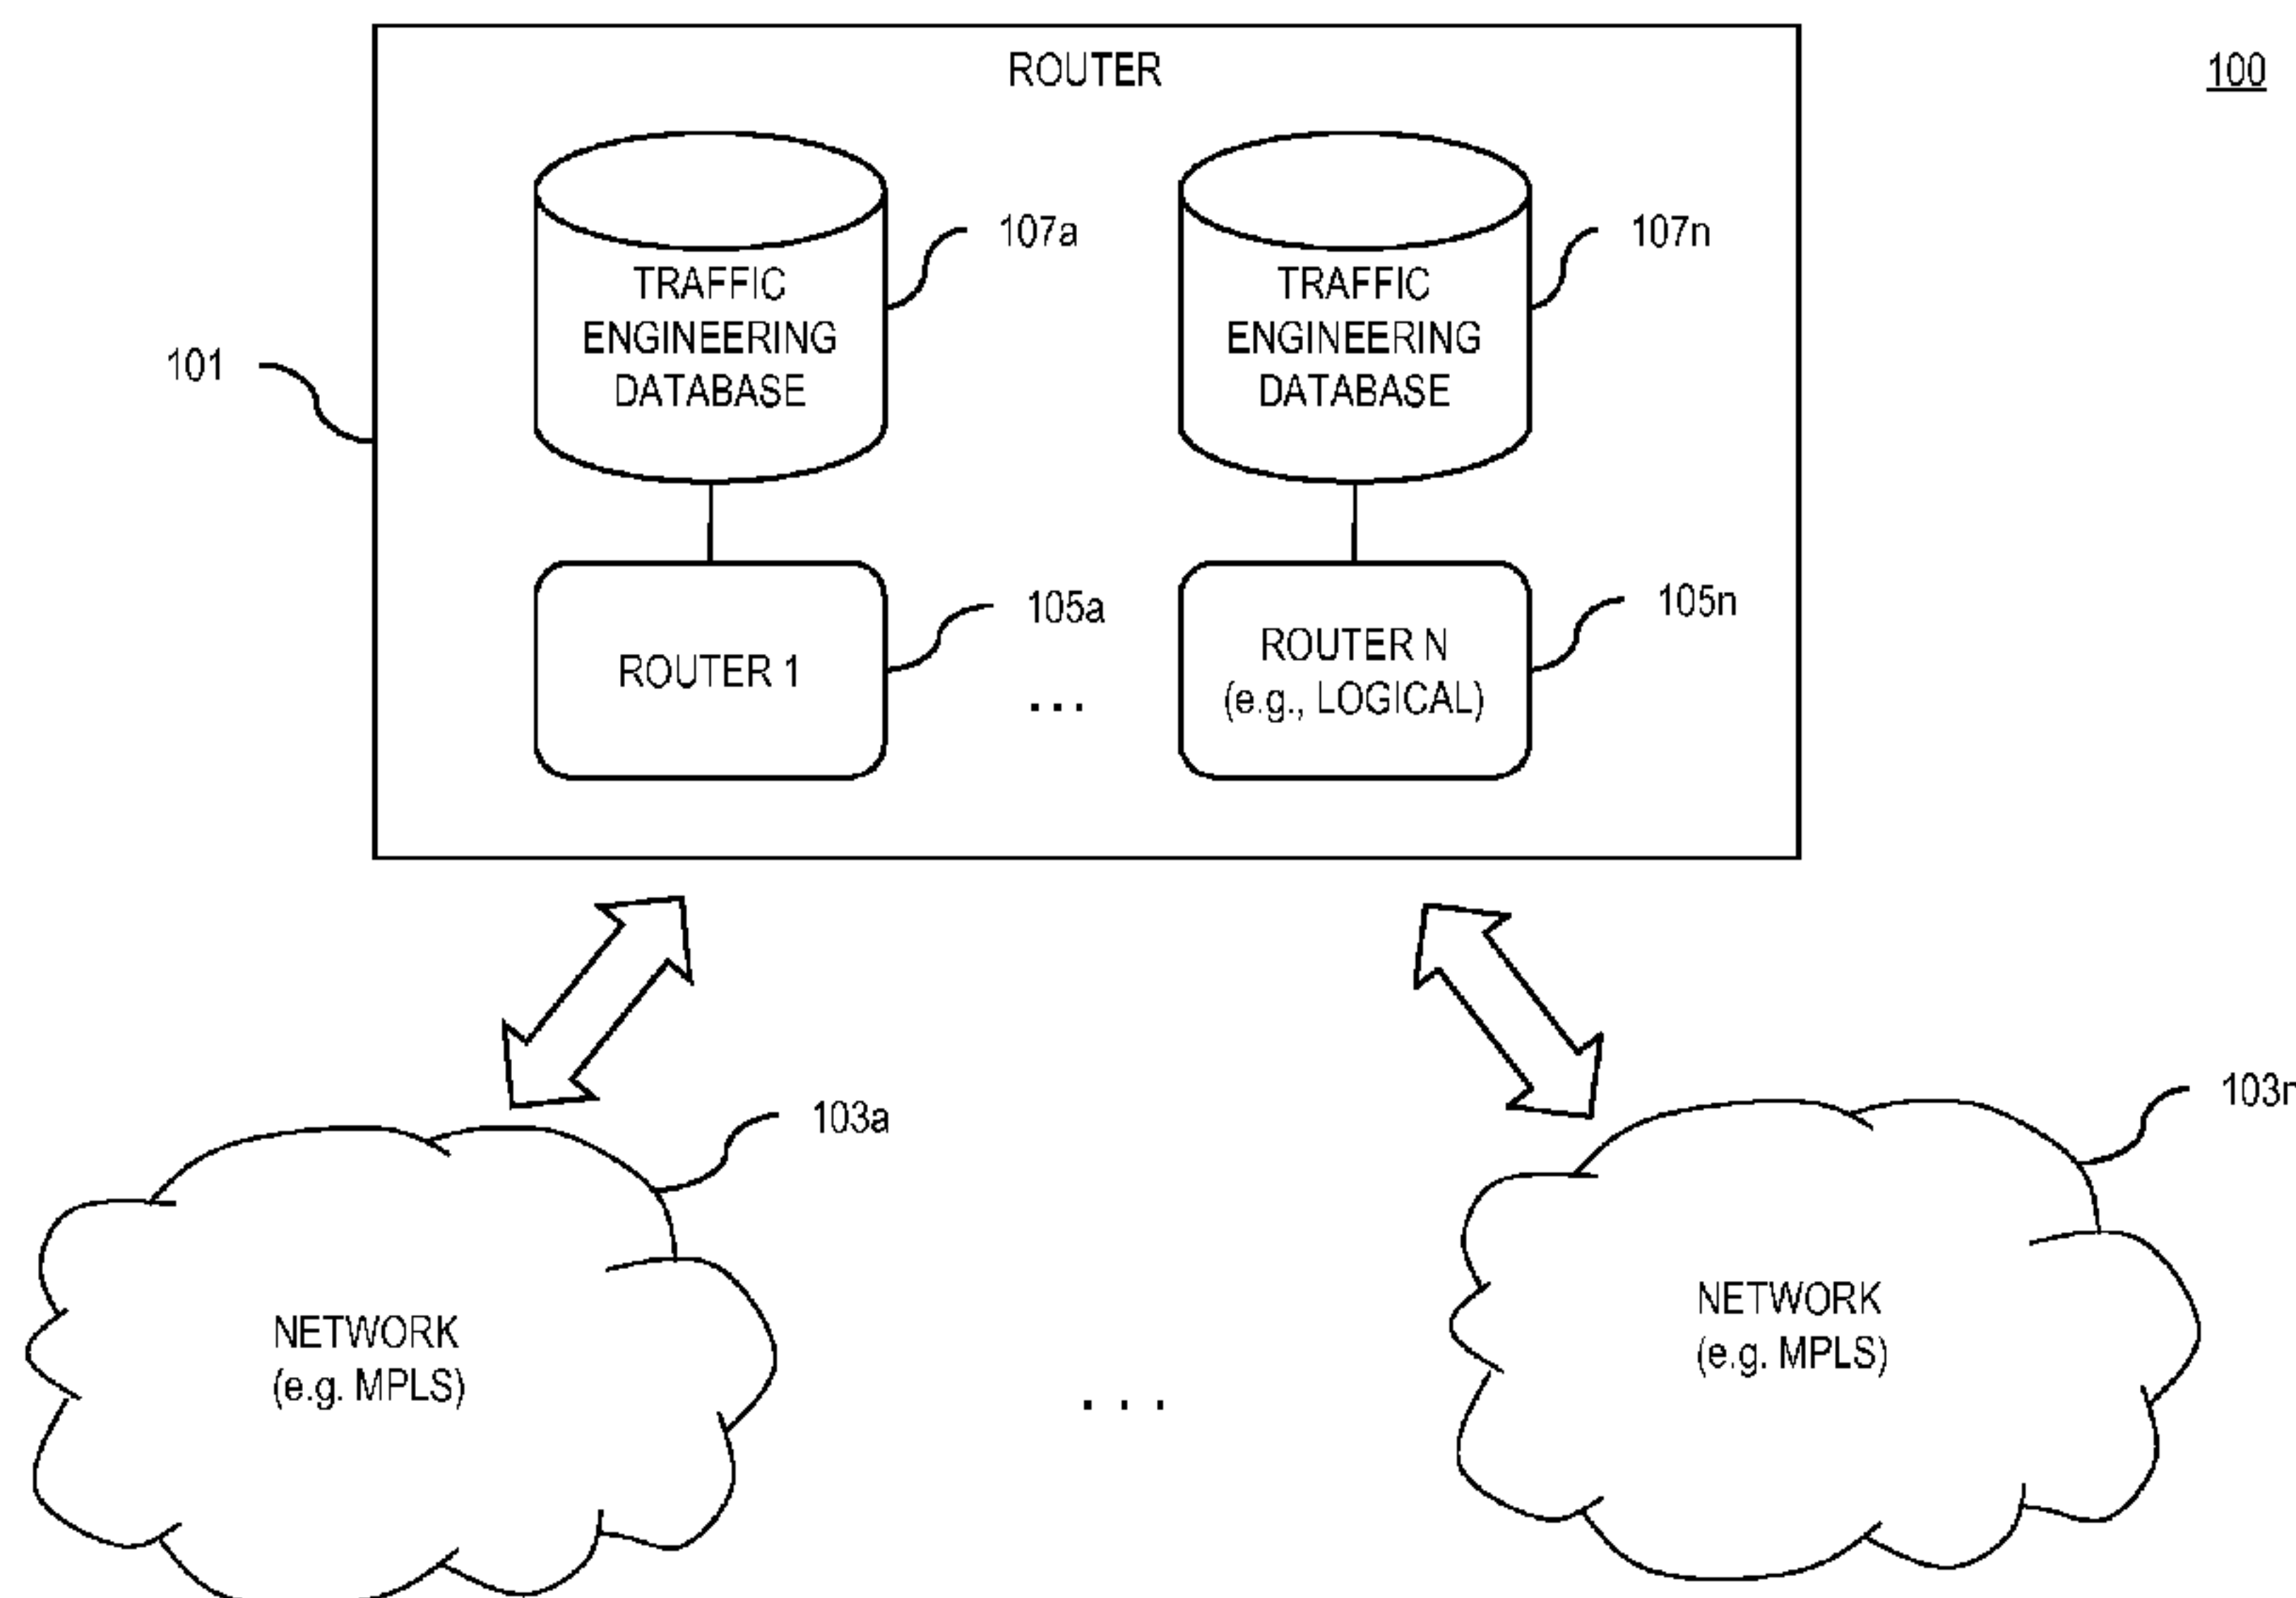 ROUTER
100
TRAFFIC
ENGINEERING
DATABASE
107a
TRAFFIC
ENGINEERING
DATABASE
107n
101
ROUTER 1
105a
...
ROUTER N
(e.g., LOGICAL)
105n
103a
103n
NETWORK
(e.g. MPLS)
...
NETWORK
(e.g. MPLS)